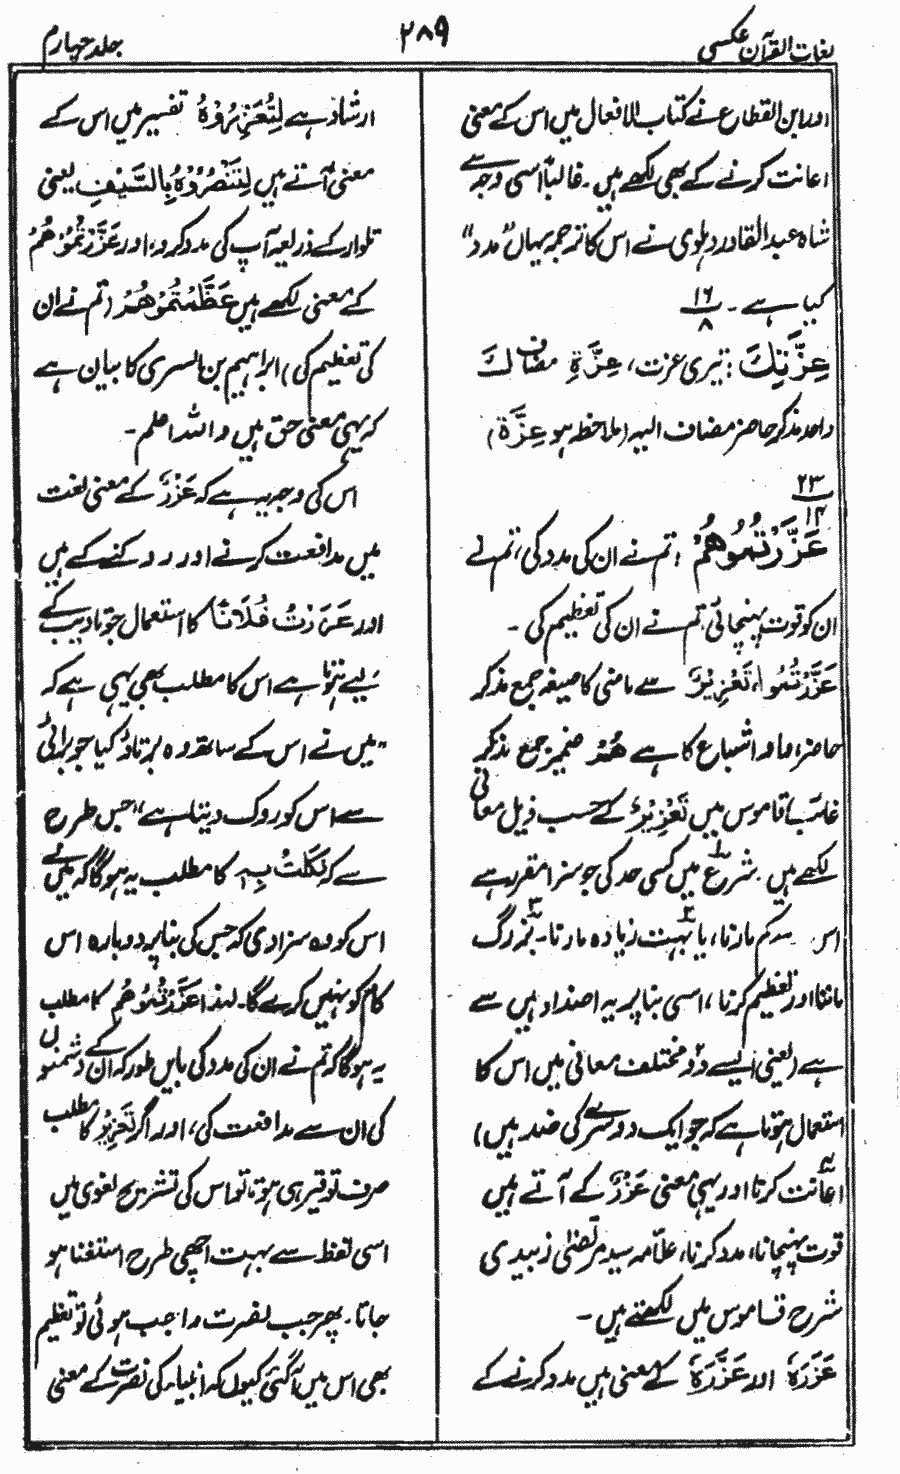 لغات القرآن عکسی
۲۸۹
جلد چہارم
اور ابن القطاع نے کتاب الافعال میں اس کے معنی
اعانت کرنے کے بھی لکھے ہیں۔ غالباً اسی وجہ سے
شاہ عبدالقادر دہلوی نے اس کا ترجمہ یہاں "مدد"
کیا ہے۔ ۱۶
۸
عِزَّتِكَ: تیری عزت، عِزَّةِ مضاف كَ
واحد مذکر حاضر مضاف الیہ (ملاحظہ ہو عِزَّة)
۲۳
۱۴
عَزَّرْتُمُوهُمْ: تم نے ان کی مدد کی، تم نے
ان کو قوت پہنچائی تم نے ان کی تعظیم کی۔
عَزَّرْتُمُوا، تَعْزِيْرٌ سے ماضی کا صیغہ جمع مذکر
حاضر، واو اشباع کا ہے هُمْ ضمیر جمع مذکر
غائب، قاموس میں تَعْزِيْرٌ کے حسب ذیل معانی
لکھے ہیں۔ ۱ شرع میں کسی حد کی جو سزا مقرر ہے
اس سے کم مارنا، یا ۲ بہت زیادہ مارنا۔ ۳ بزرگ
ماننا اور تعظیم کرنا، اسی بنا پر یہ اضداد میں سے
ہے (یعنی ایسے دو مختلف معانی میں اس کا
استعمال ہوتا ہے کہ جو ایک دوسرے کی ضد ہیں)
۴ اعانت کرنا اور یہی معنی عَزْرٌ کے آتے ہیں
قوت پہنچانا، مدد کرنا، علامہ سید مرتضیٰ زبیدی
شرح قاموس میں لکھتے ہیں۔
عَزَرَهٗ اور عَزَّرَهٗ کے معنی ہیں مدد کرنے کے
ارشاد ہے لِتُعَزِّرُوْهُ تفسیر میں اس کے
معنی آتے ہیں لِتَنْصُرُوْهُ بِالسَّيْفِ یعنی
تلوار کے ذریعہ آپ کی مدد کرو، اور عَزَّرْتُمُوْهُمْ
کے معنی لکھے ہیں عَظَّمْتُمُوْهُمْ (تم نے ان
کی تعظیم کی) ابراہیم بن السری کا بیان ہے
کہ یہی معنی حق ہیں واللہ اعلم۔
اس کی وجہ یہ ہے کہ عَزْرٌ کے معنی لغت
میں مدافعت کرنے اور رد کرنے کے ہیں
اور عَزَرْتُ فُلَانًا کا استعمال جو تادیب کے
لیے ہوتا ہے اس کا مطلب بھی یہی ہے کہ
"میں نے اس کے ساتھ وہ برتاؤ کیا جو برائی
سے اس کو روک دیتا ہے"، جس طرح
سے کہ نَكَّلْتُ بِہٖ کا مطلب یہ ہوگا کہ میں نے
اس کو وہ سزا دی کہ جس کی بنا پر دوبارہ اس
کام کو نہیں کرے گا۔ لہذا عَزَّرْتُمُوْهُمْ کا مطلب
یہ ہوگا کہ تم نے ان کی مدد کی بایں طور کہ ان کے دشمنوں
کی ان سے مدافعت کی، اور اگر تَعْزِيْرٌ کا مطلب
صرف توقیر ہی ہو، تو اس کی تشریح لغوی میں
اسی لفظ سے بہت اچھی طرح استغنا ہو
جاتا۔ پھر جب نصرت واجب ہوئی تو تعظیم
بھی اس میں آگئی کیوں کہ انبیاء کی نصرت کے معنی